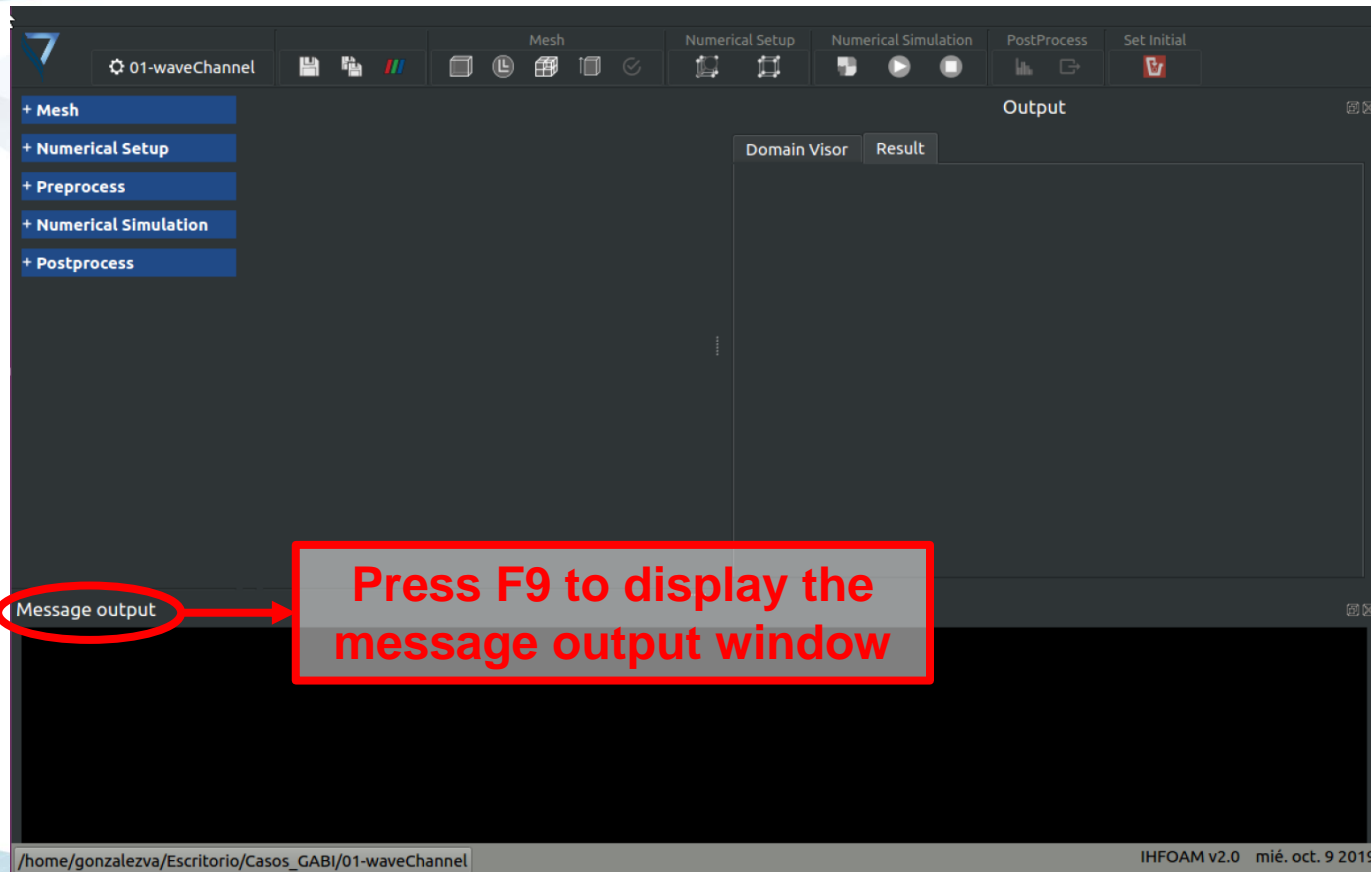 Mesh
Numerical Setup
Numerical Simulation
PostProcess
Set Initial
01-waveChannel
+ Mesh
+ Numerical Setup
+ Preprocess
+ Numerical Simulation
+ Postprocess
Output
Domain Visor
Result
Press F9 to display the
message output window
Message output
/home/gonzalezva/Escritorio/Casos_GABI/01-waveChannel
IHFOAM v2.0 mié. oct. 9 2019